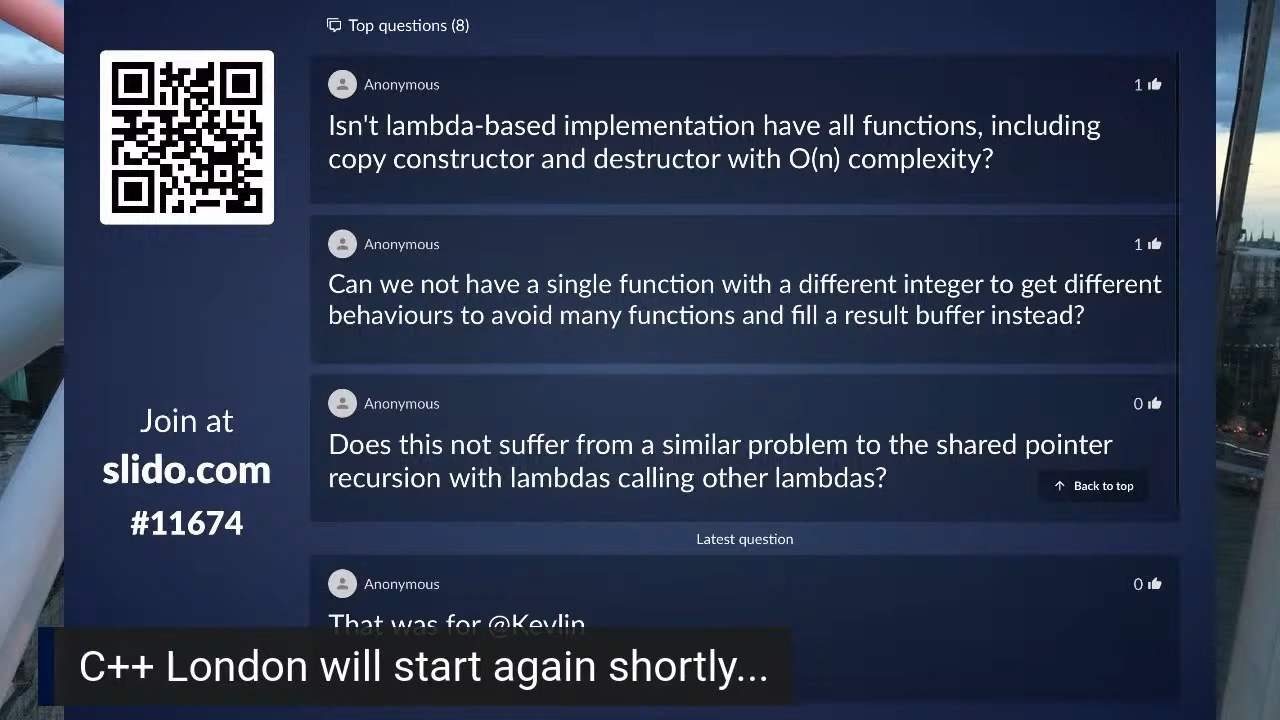 Top questions (8)
Anonymous
1
Isn't lambda-based implementation have all functions, including
copy constructor and destructor with O(n) complexity?
Anonymous
1
Can we not have a single function with a different integer to get different
behaviours to avoid many functions and fill a result buffer instead?
Anonymous
0
Does this not suffer from a similar problem to the shared pointer
recursion with lambdas calling other lambdas?
Back to top
Join at
slido.com
#11674
Latest question
Anonymous
0
That was for @Kevlin
C++ London will start again shortly...